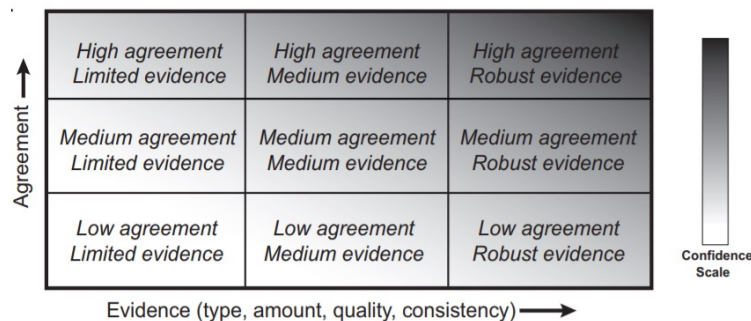 High agreement
Limited evidence
High agreement
Medium evidence
High agreement
Robust evidence
Medium agreement
Limited evidence
Medium agreement
Medium evidence
Medium agreement
Robust evidence
Low agreement
Limited evidence
Low agreement
Medium evidence
Low agreement
Robust evidence
Agreement
Evidence (type, amount, quality, consistency)
Confidence
Scale